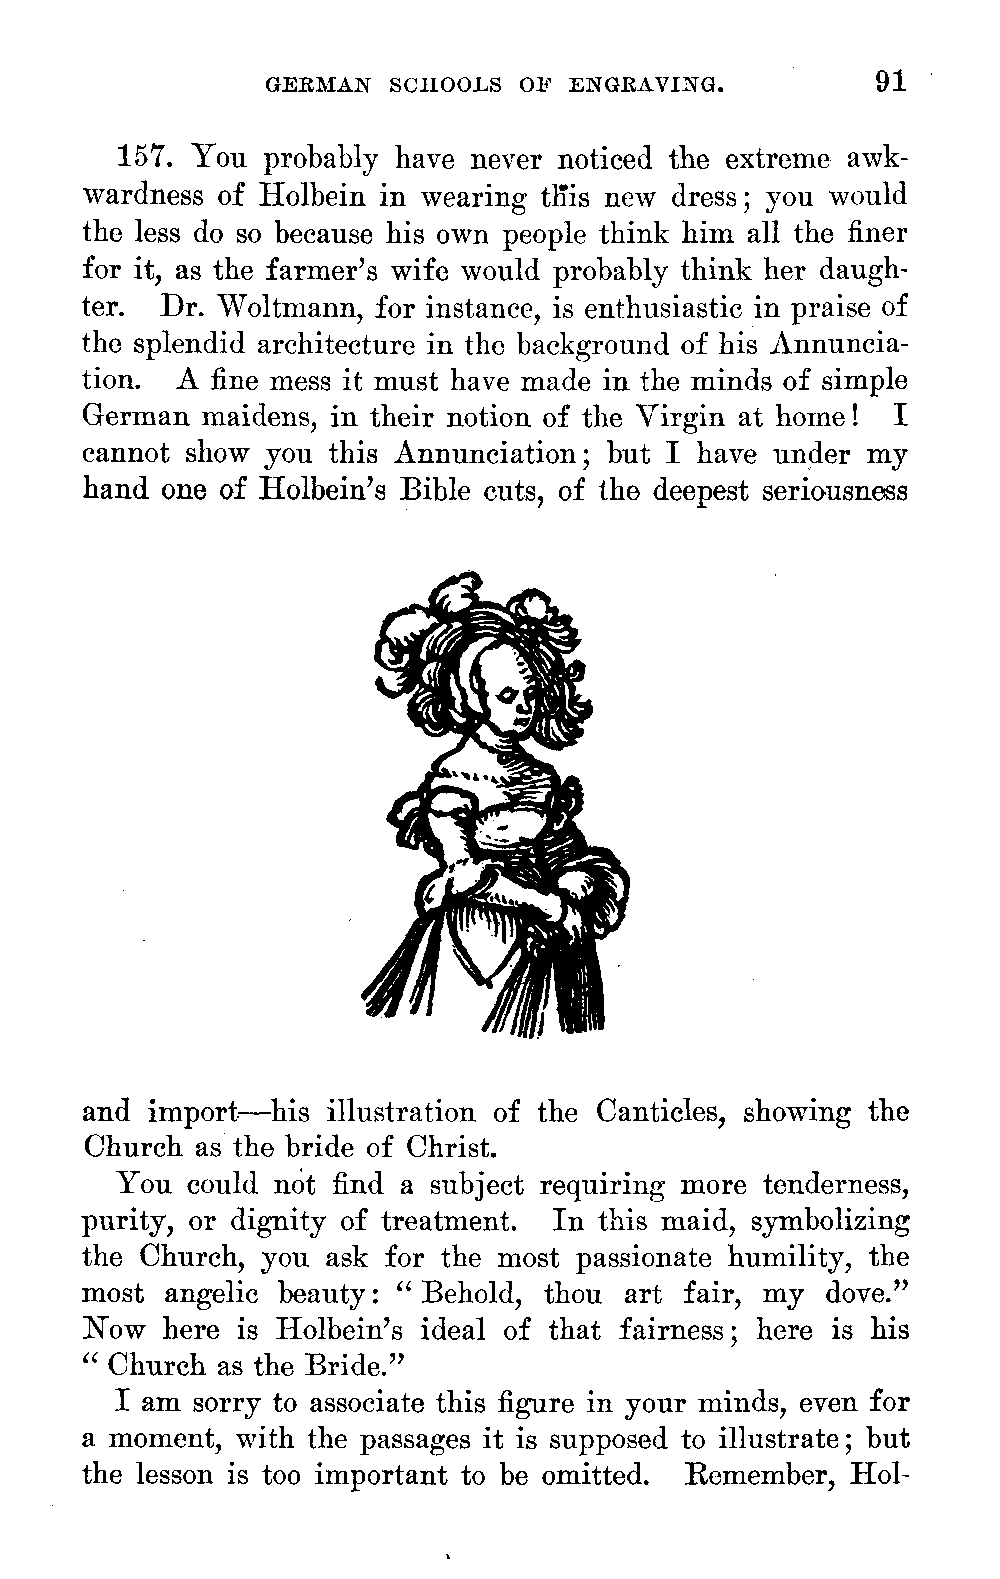 GERMAN SCHOOLS OF ENGRAVING. 91
157. You probably have never noticed the extreme awk-
wardness of Holbein in wearing this new dress; you would
the less do so because his own people think him all the finer
for it, as the farmer's wife would probably think her daugh-
ter. Dr. Woltmann, for instance, is enthusiastic in praise of
the splendid architecture in the background of his Annuncia-
tion. A fine mess it must have made in the minds of simple
German maidens, in their notion of the Virgin at home! I
cannot show you this Annunciation; but I have under my
hand one of Holbein's Bible cuts, of the deepest seriousness
and import—his illustration of the Canticles, showing the
Church as the bride of Christ.
You could not find a subject requiring more tenderness,
purity, or dignity of treatment. In this maid, symbolizing
the Church, you ask for the most passionate humility, the
most angelic beauty: “Behold, thou art fair, my dove.”
Now here is Holbein's ideal of that fairness; here is his
“Church as the Bride.”
I am sorry to associate this figure in your minds, even for
a moment, with the passages it is supposed to illustrate; but
the lesson is too important to be omitted. Remember, Hol-